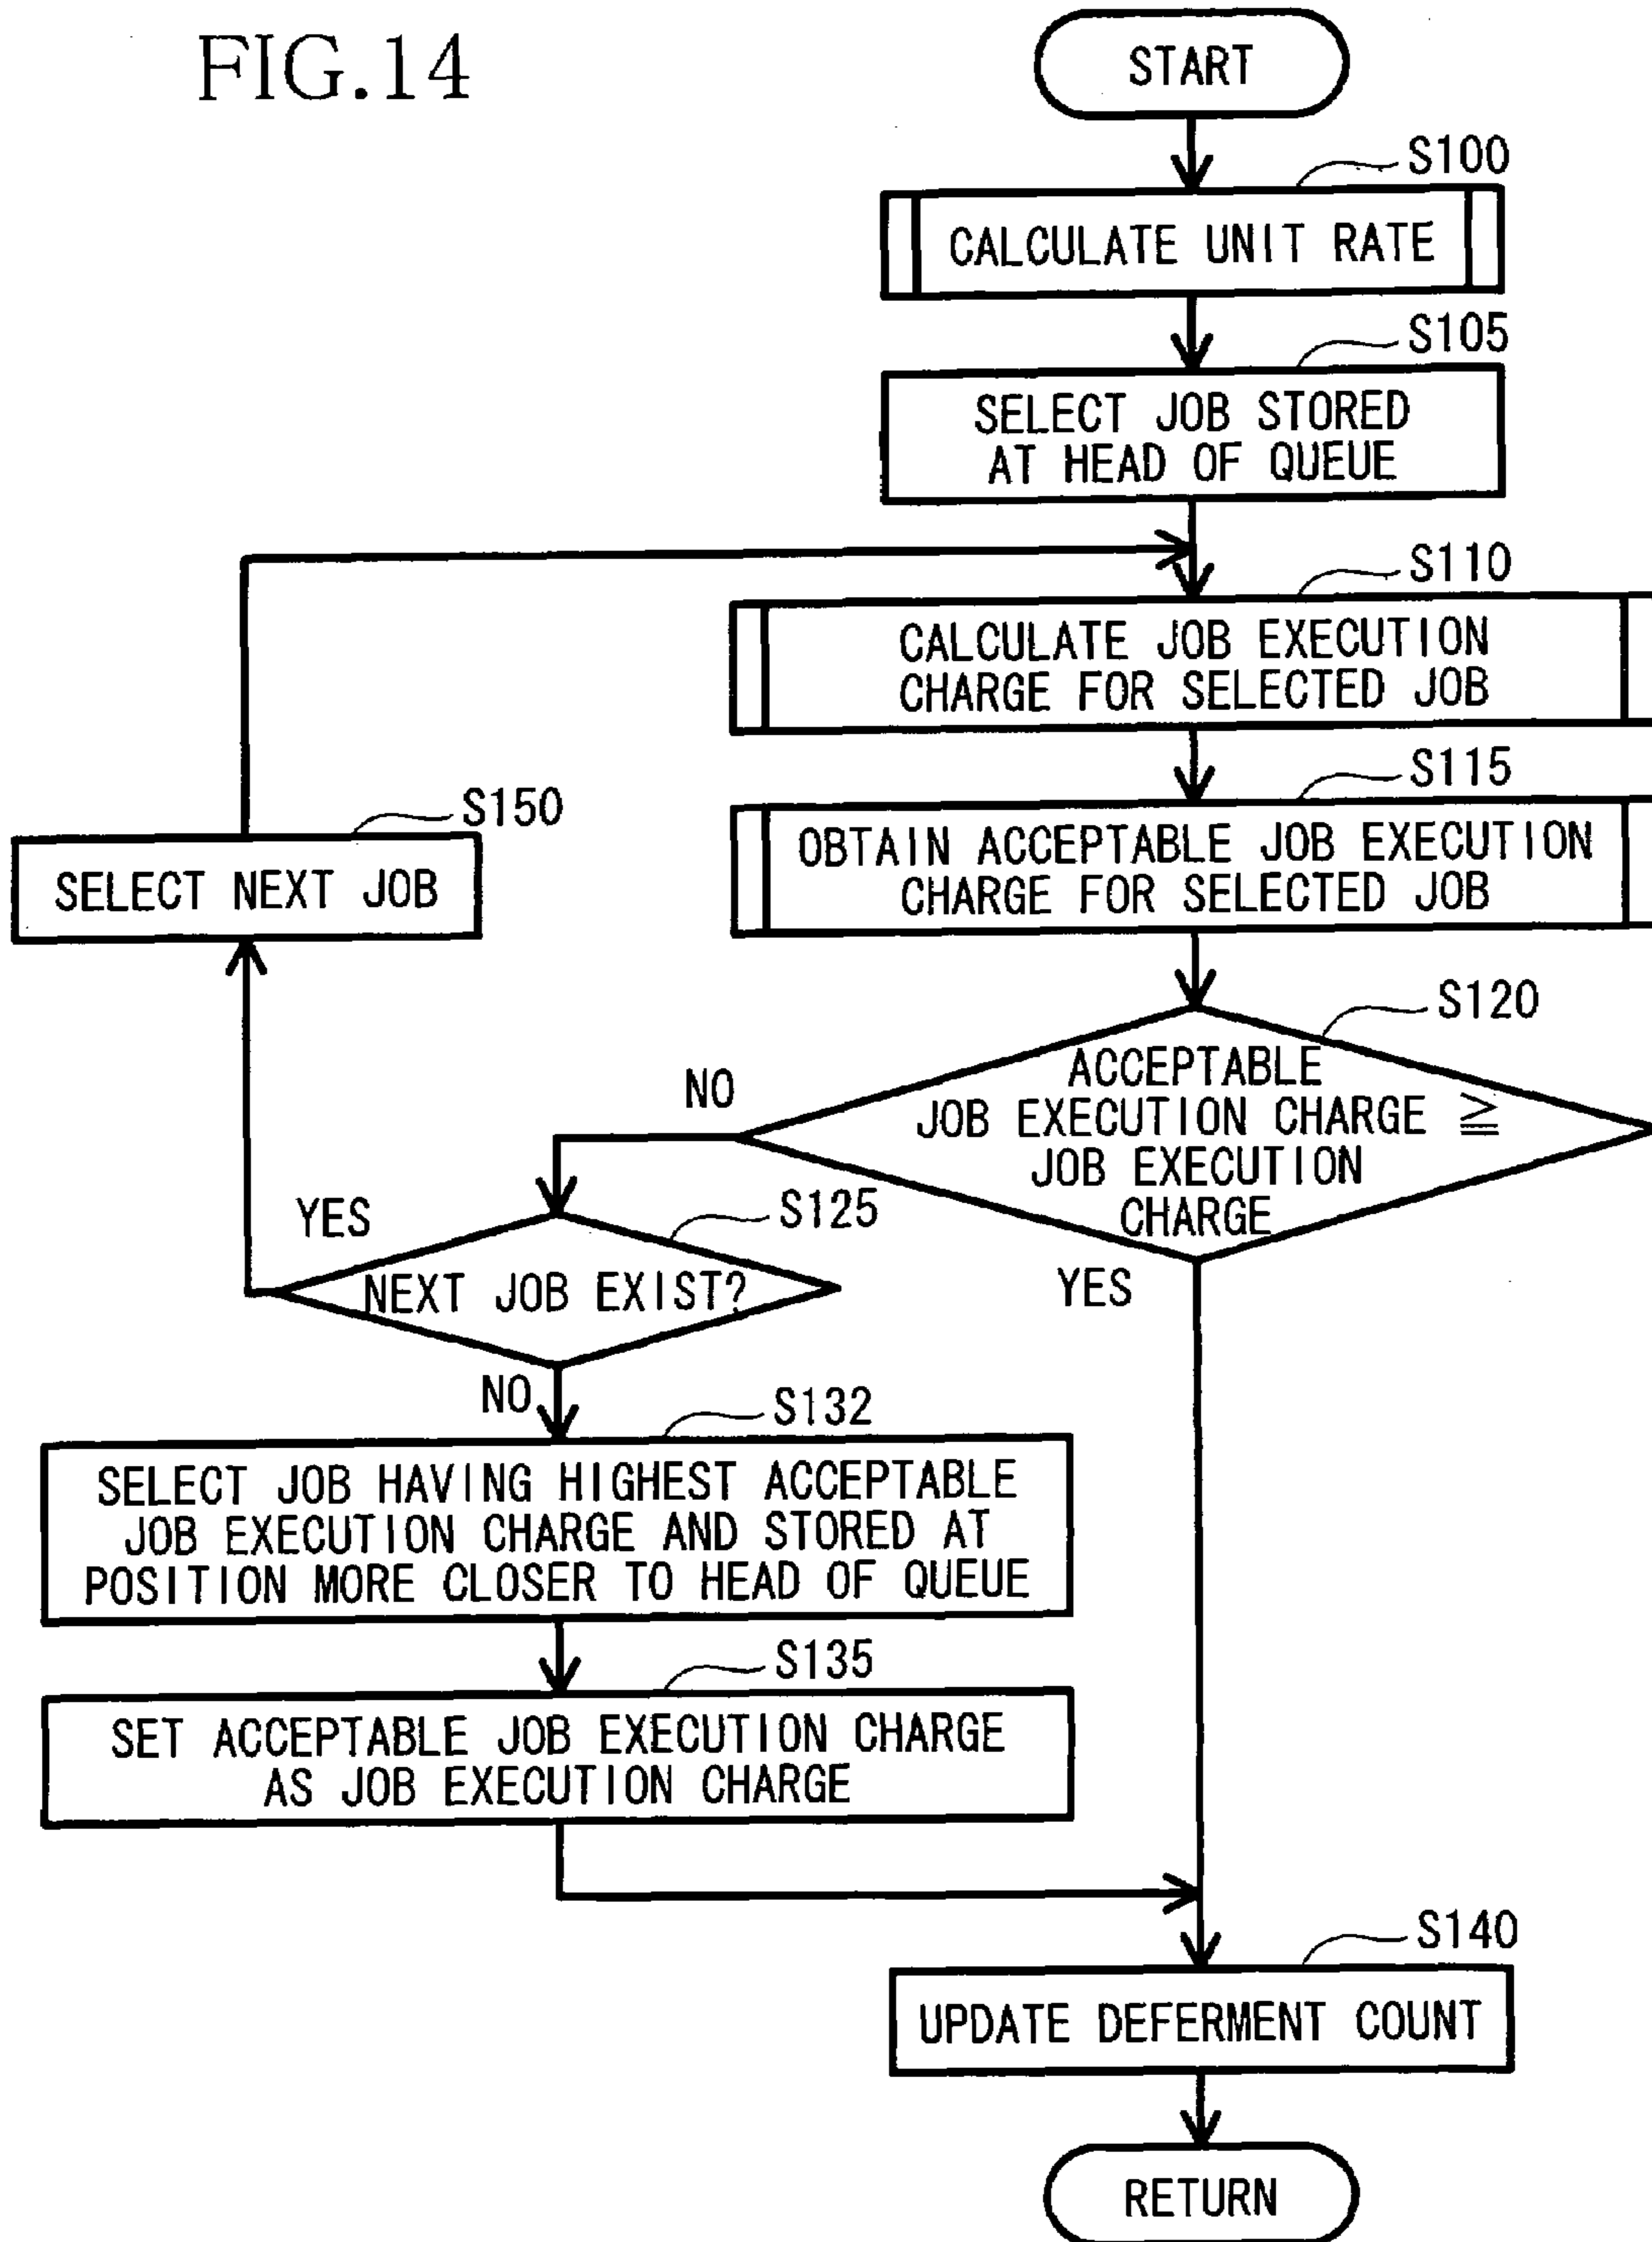 FIG.14
START
S100
CALCULATE UNIT RATE
S105
SELECT JOB STORED
AT HEAD OF QUEUE
S110
CALCULATE JOB EXECUTION
CHARGE FOR SELECTED JOB
S115
OBTAIN ACCEPTABLE JOB EXECUTION
CHARGE FOR SELECTED JOB
S150
SELECT NEXT JOB
S120
ACCEPTABLE
JOB EXECUTION CHARGE ≧
JOB EXECUTION
CHARGE
NO
YES
S125
NEXT JOB EXIST?
YES
NO
S132
SELECT JOB HAVING HIGHEST ACCEPTABLE
JOB EXECUTION CHARGE AND STORED AT
POSITION MORE CLOSER TO HEAD OF QUEUE
S135
SET ACCEPTABLE JOB EXECUTION CHARGE
AS JOB EXECUTION CHARGE
S140
UPDATE DEFERMENT COUNT
RETURN